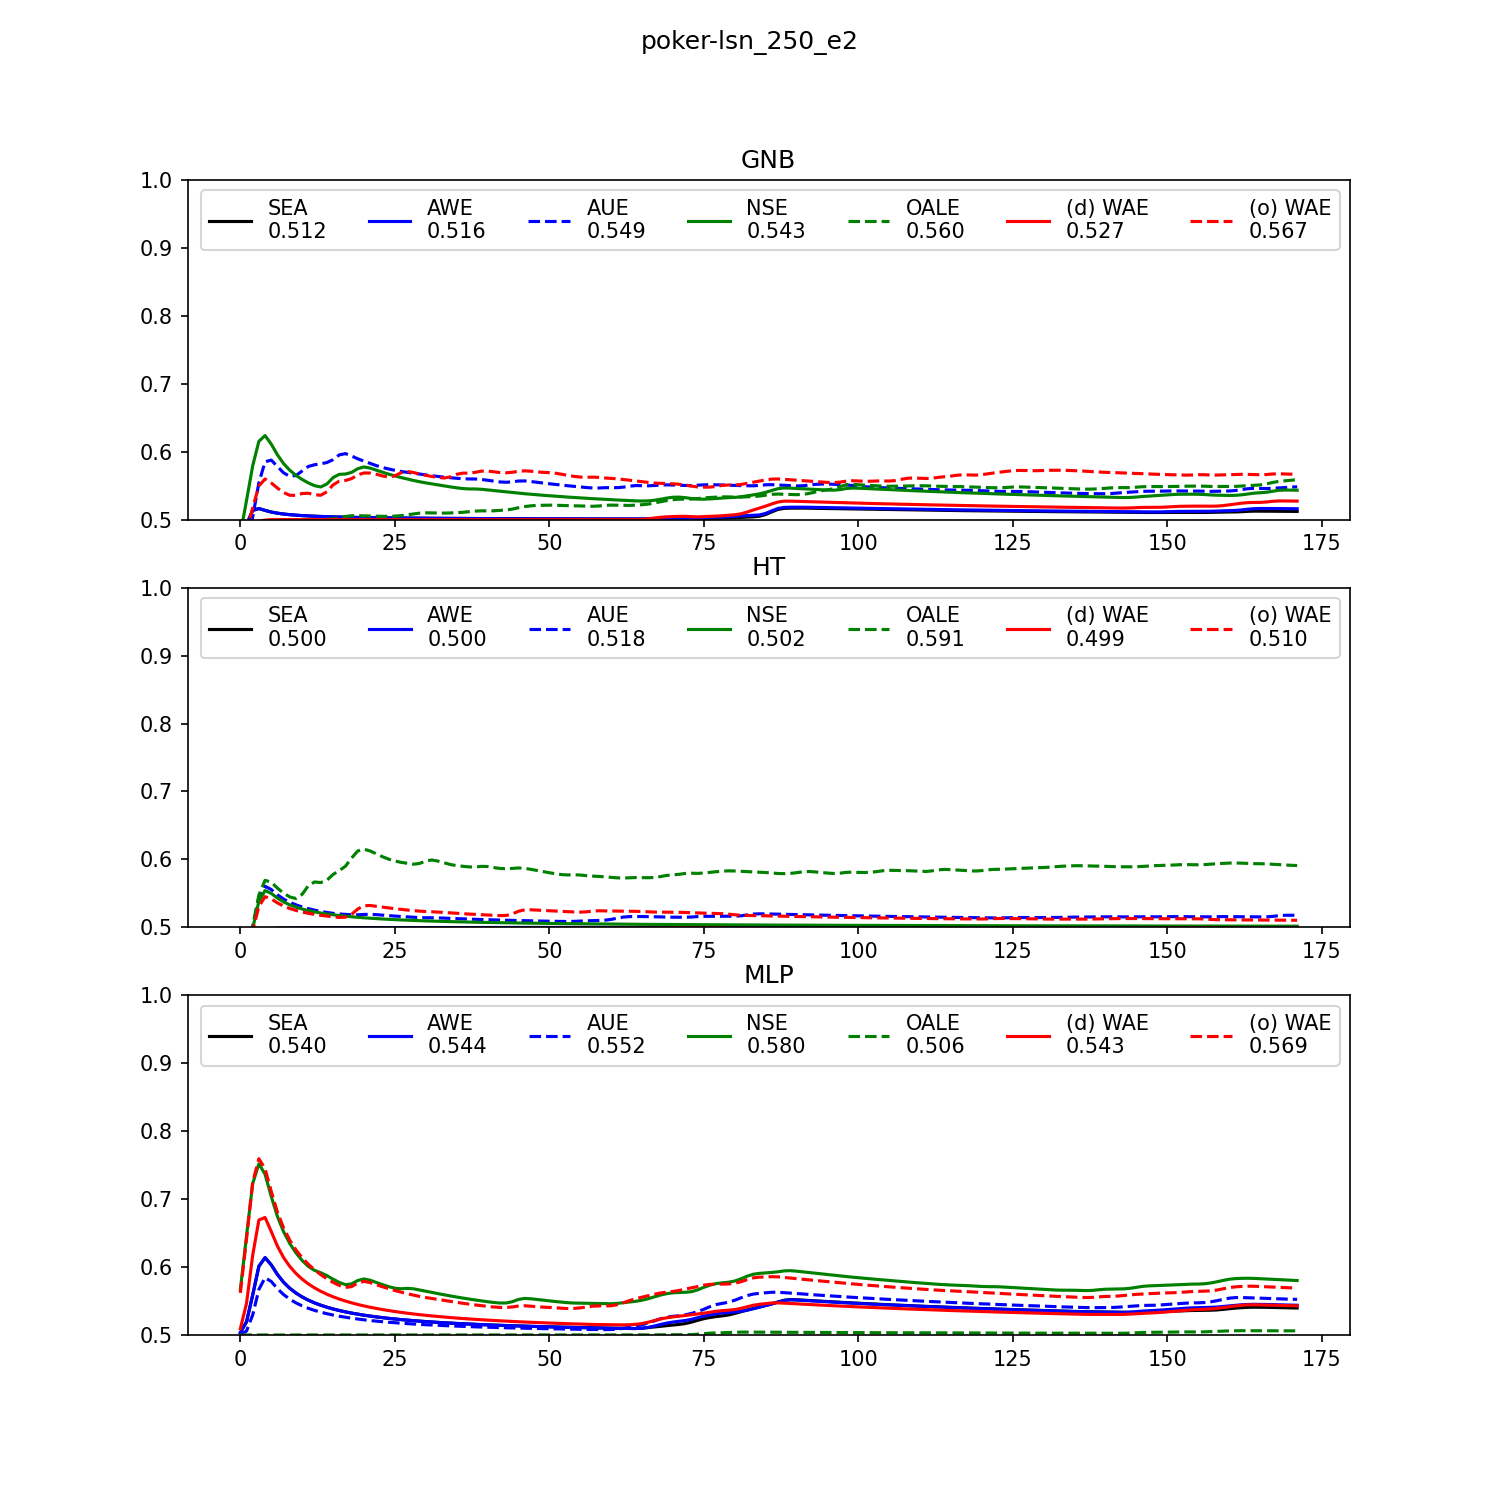 poker-lsn_250_e2
GNB
1.0
SEA AWE AUE NSE OALE (d) WAE (o) WAE
0.512 0.516 0.549 0.543 0.560 0.527 0.567
0.9
0.8
0.7
0.6
0.5
0 25 50 75 100 125 150 175
HT
1.0
SEA AWE AUE NSE OALE (d) WAE (o) WAE
0.500 0.500 0.518 0.502 0.591 0.499 0.510
0.9
0.8
0.7
0.6
0.5
0 25 50 75 100 125 150 175
MLP
1.0
SEA AWE AUE NSE OALE (d) WAE (o) WAE
0.540 0.544 0.552 0.580 0.506 0.543 0.569
0.9
0.8
0.7
0.6
0.5
0 25 50 75 100 125 150 175